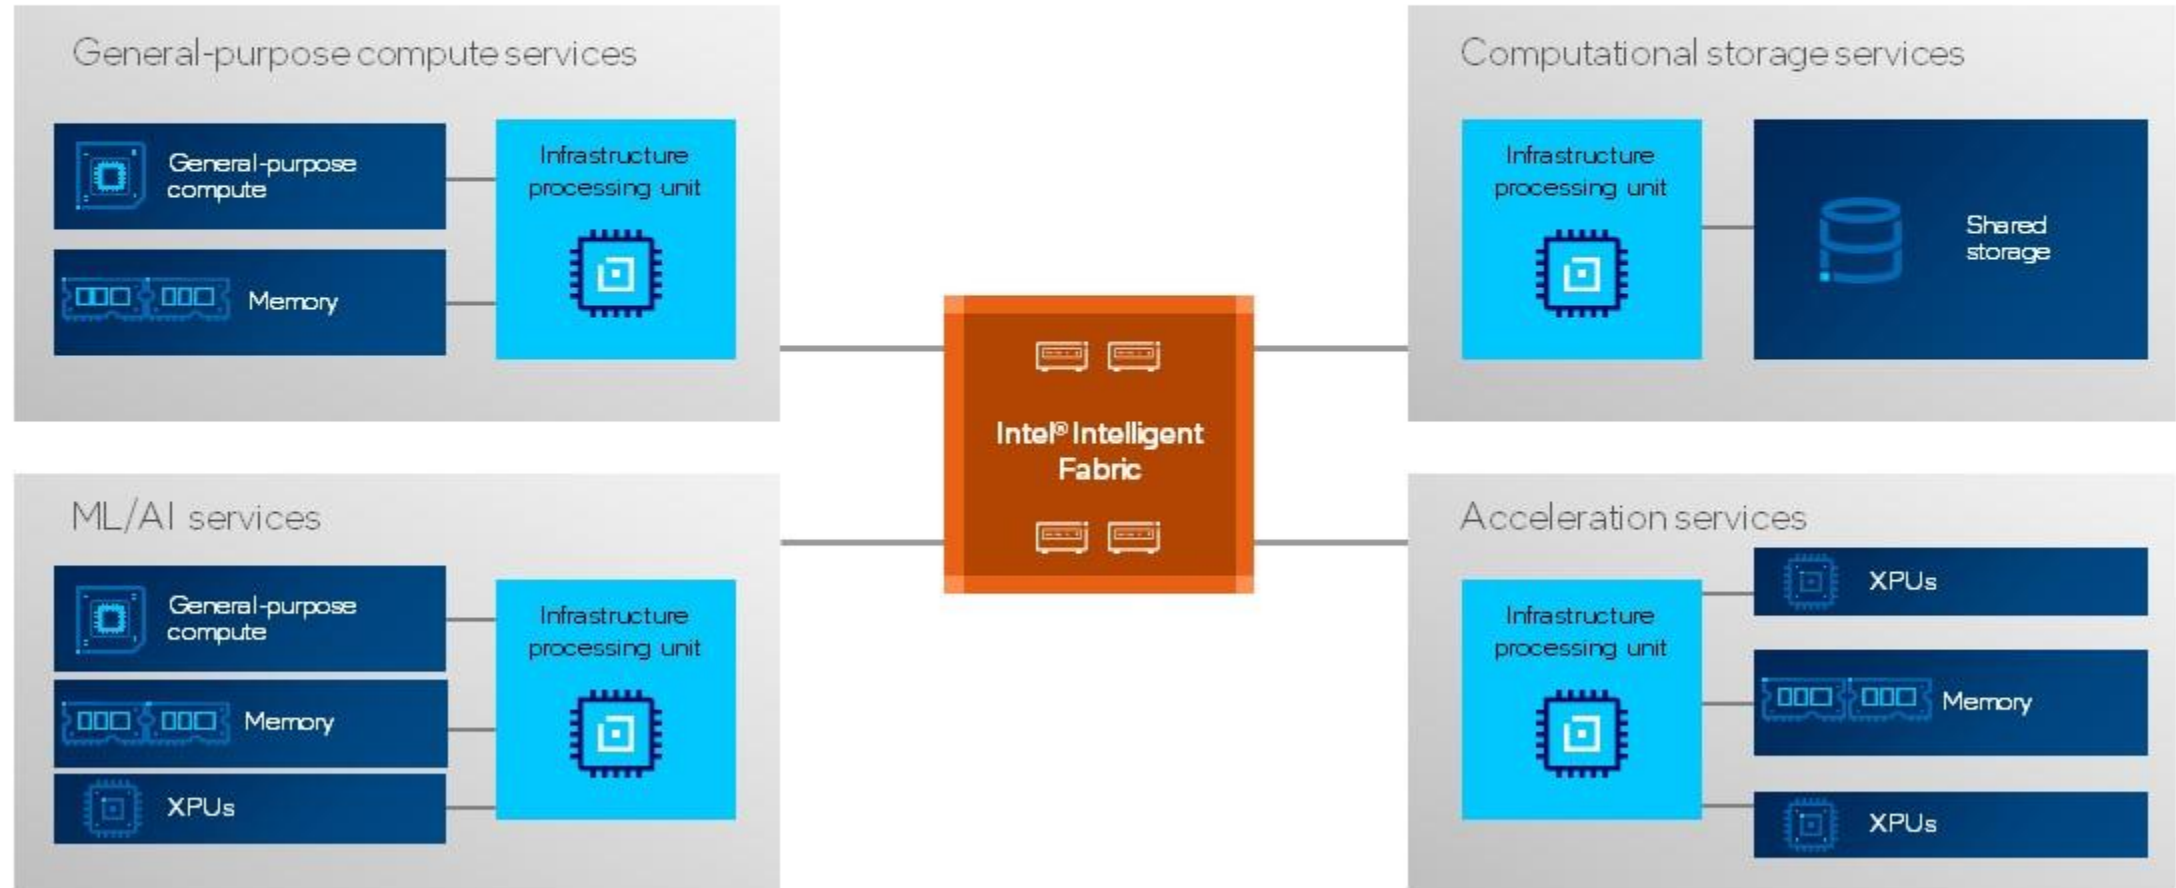 General-purpose compute services
General-purpose
compute
Memory
Infrastructure
processing unit
Computational storage services
Infrastructure
processing unit
Shared
storage
Intel® Intelligent
Fabric
ML/AI services
General-purpose
compute
Memory
XPUs
Infrastructure
processing unit
Acceleration services
Infrastructure
processing unit
XPUs
Memory
XPUs